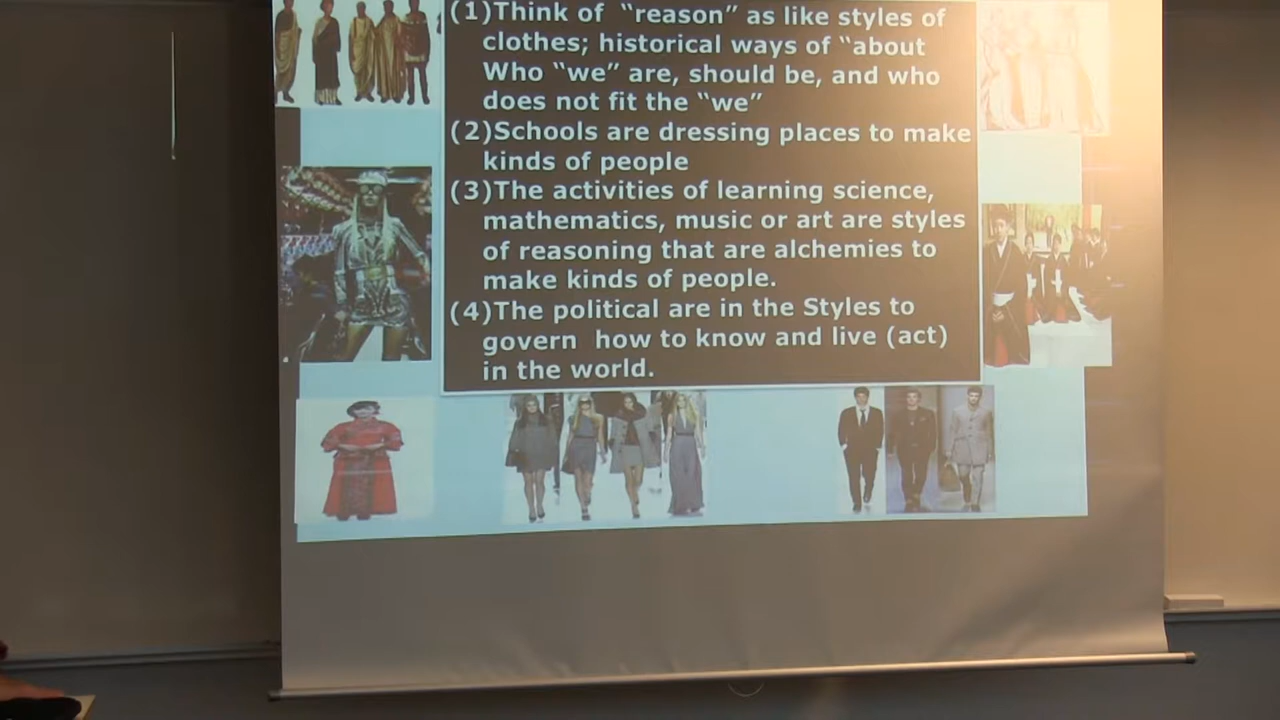 (1)Think of “reason” as like styles of
clothes; historical ways of “about
Who “we” are, should be, and who
does not fit the “we”
(2)Schools are dressing places to make
kinds of people
(3)The activities of learning science,
mathematics, music or art are styles
of reasoning that are alchemies to
make kinds of people.
(4)The political are in the Styles to
govern  how to know and live (act)
in the world.